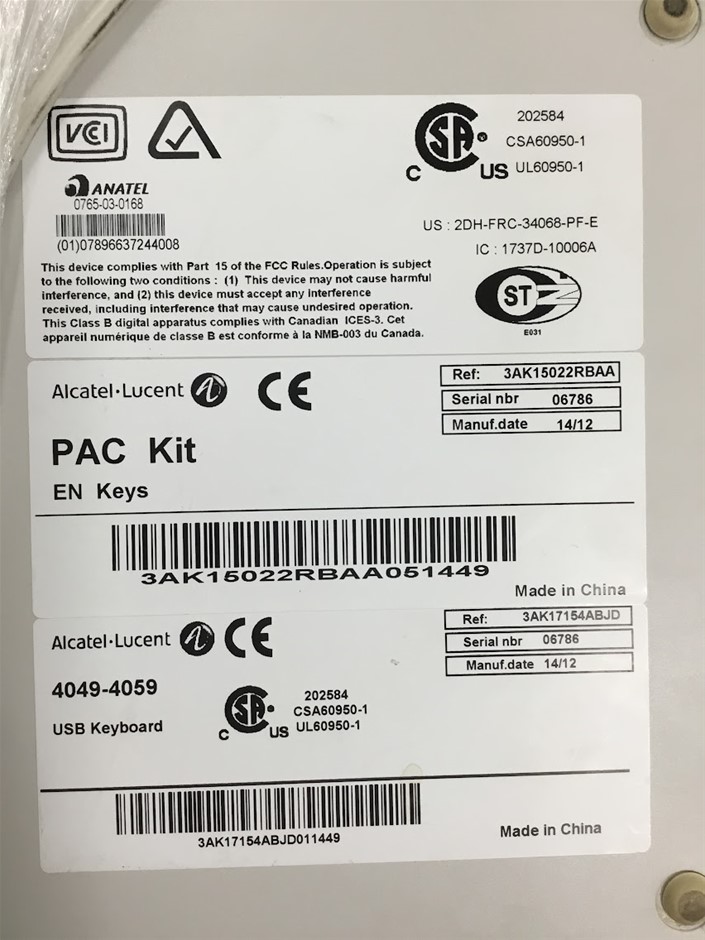 VCCI
202584
CSA60950-1
UL60950-1
C SA US
ANATEL
0765-03-0168
(01)07896637244008
US : 2DH-FRC-34068-PF-E
IC : 1737D-10006A
This device complies with Part 15 of the FCC Rules.Operation is subject
to the following two conditions : (1) This device may not cause harmful
interference, and (2) this device must accept any interference
received, including interference that may cause undesired operation.
This Class B digital apparatus complies with Canadian ICES-3. Cet
appareil numérique de classe B est conforme à la NMB-003 du Canada.
ST
E031
Alcatel·Lucent CE
Ref: 3AK15022RBAA
Serial nbr 06786
Manuf.date 14/12
PAC Kit
EN Keys
3AK15022RBAA051449
Made in China
Alcatel·Lucent CE
Ref: 3AK17154ABJD
Serial nbr 06786
Manuf.date 14/12
4049-4059
USB Keyboard
C SA US
202584
CSA60950-1
UL60950-1
3AK17154ABJD011449
Made in China